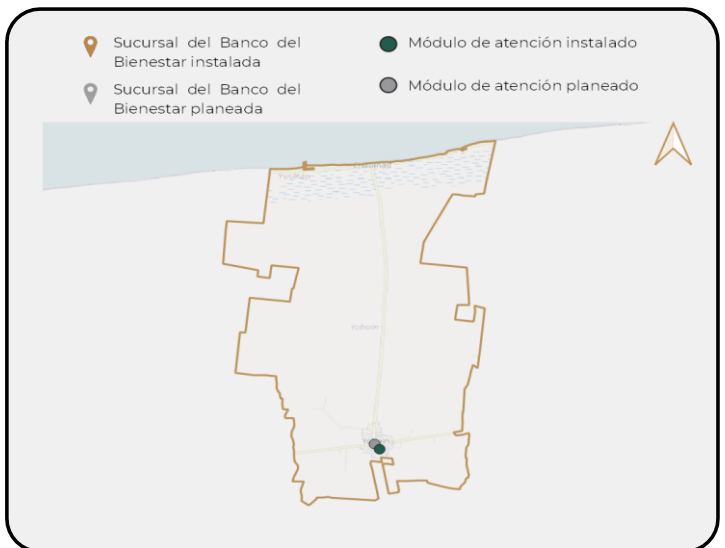 Sucursal del Banco del
Bienestar instalada
Sucursal del Banco del
Bienestar planeada
Módulo de atención instalado
Módulo de atención planeado
Yobaín